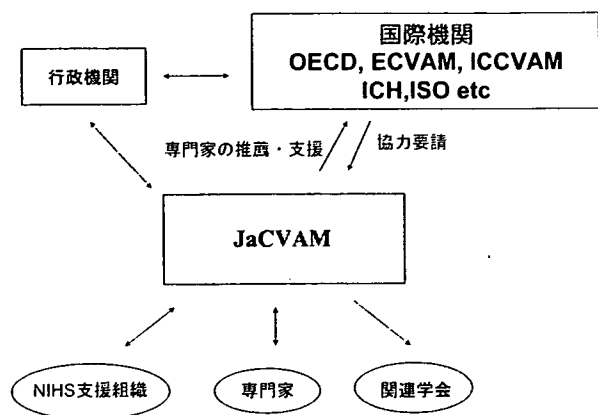 国際機関
OECD, ECVAM, ICCVAM
ICH,ISO etc
行政機関
専門家の推薦・支援
協力要請
JaCVAM
NIHS支援組織
専門家
関連学会